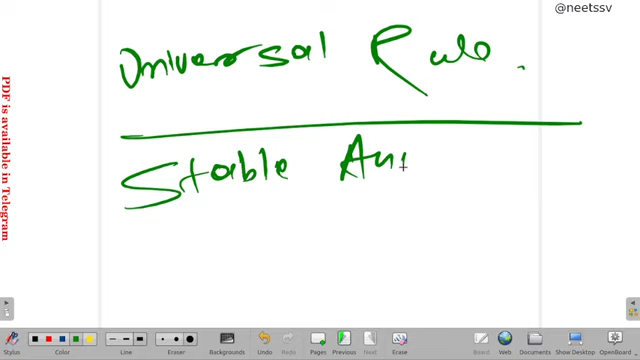 @neetssv
Universal Rule.
Stable An
PDF is available in Telegram
Stylus
Color
Line
Eraser
Backgrounds
Undo
Redo
Pages
Previous
Next
Erase
Board
Web
Documents
Show Desktop
OpenBoard